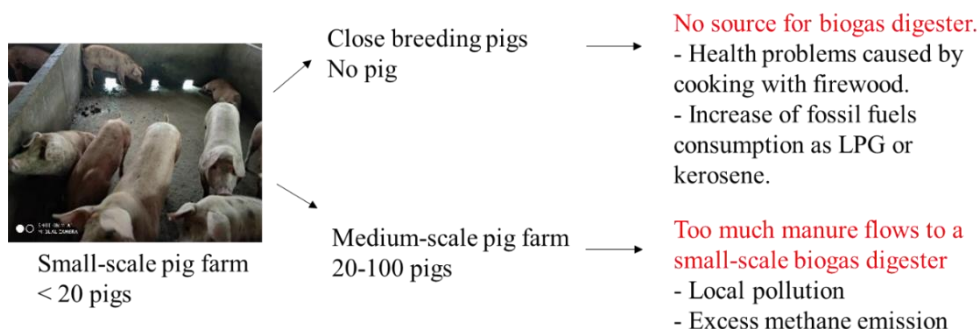 Close breeding pigs
No pig
No source for biogas digester.
- Health problems caused by
cooking with firewood.
- Increase of fossil fuels
consumption as LPG or
kerosene.
Small-scale pig farm
< 20 pigs
Medium-scale pig farm
20-100 pigs
Too much manure flows to a
small-scale biogas digester
- Local pollution
- Excess methane emission